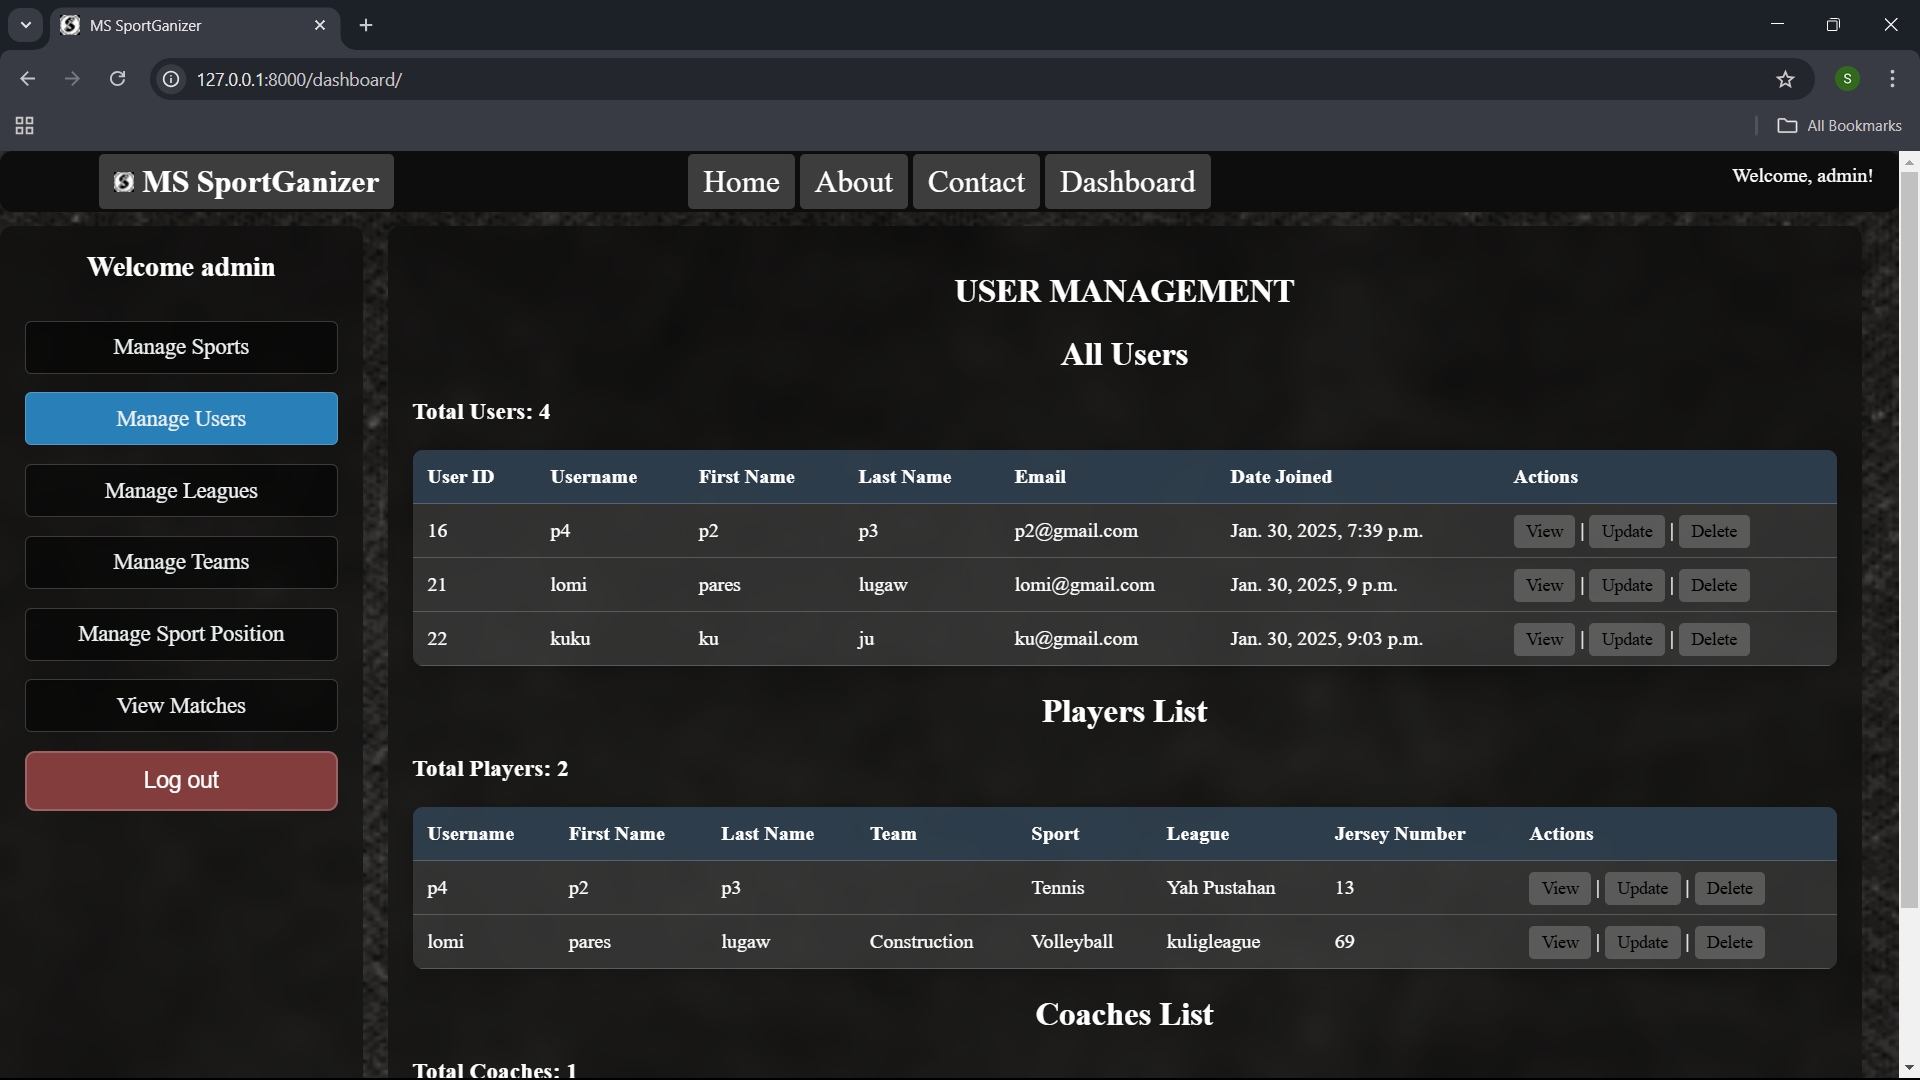 MS SportGanizer
127.0.0.1:8000/dashboard/
S
All Bookmarks
MS SportGanizer
Home About Contact Dashboard
Welcome, admin!
Welcome admin
Manage Sports
Manage Users
Manage Leagues
Manage Teams
Manage Sport Position
View Matches
Log out
USER MANAGEMENT
All Users
Total Users: 4
User ID Username First Name Last Name Email Date Joined Actions
16 p4 p2 p3 p2@gmail.com Jan. 30, 2025, 7:39 p.m. View | Update | Delete
21 lomi pares lugaw lomi@gmail.com Jan. 30, 2025, 9 p.m. View | Update | Delete
22 kuku ku ju ku@gmail.com Jan. 30, 2025, 9:03 p.m. View | Update | Delete
Players List
Total Players: 2
Username First Name Last Name Team Sport League Jersey Number Actions
p4 p2 p3 Tennis Yah Pustahan 13 View | Update | Delete
lomi pares lugaw Construction Volleyball kuligleague 69 View | Update | Delete
Coaches List
Total Coaches: 1